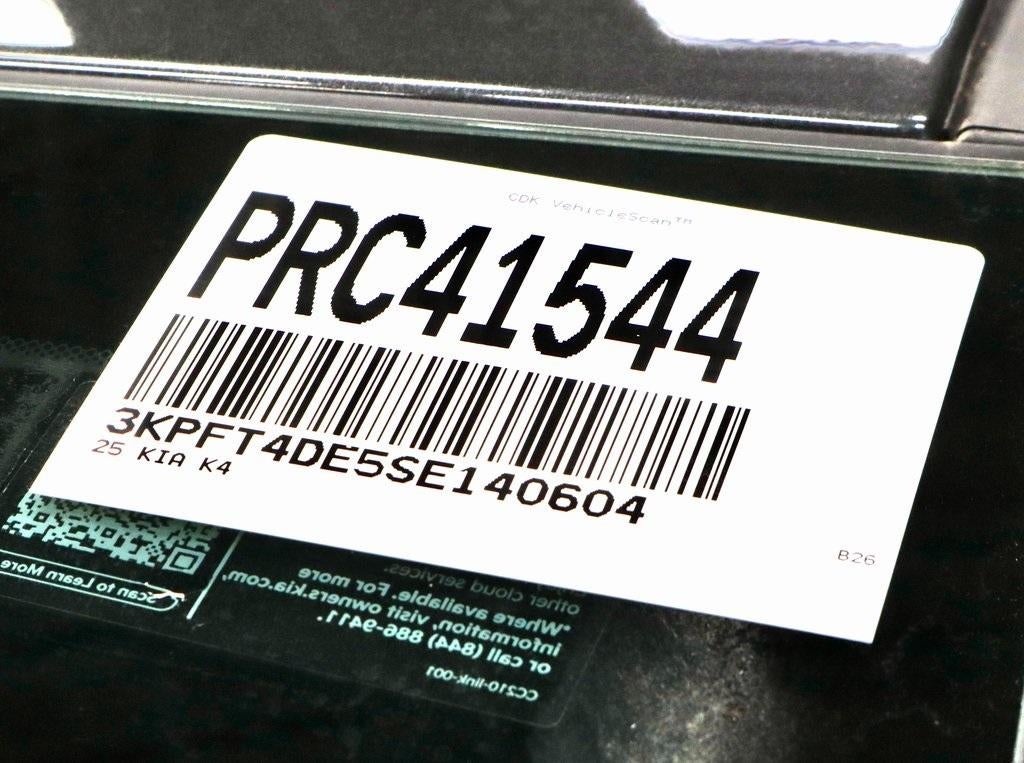 CDK VehicleScan™
PRC41544
3KPFT4DE5SE140604
25 KIA K4
B26
Scan to Learn More
other cloud services.
*Where available. For more
information, visit owners.kia.com,
or call (844) 886-9411.
CC210-link-001